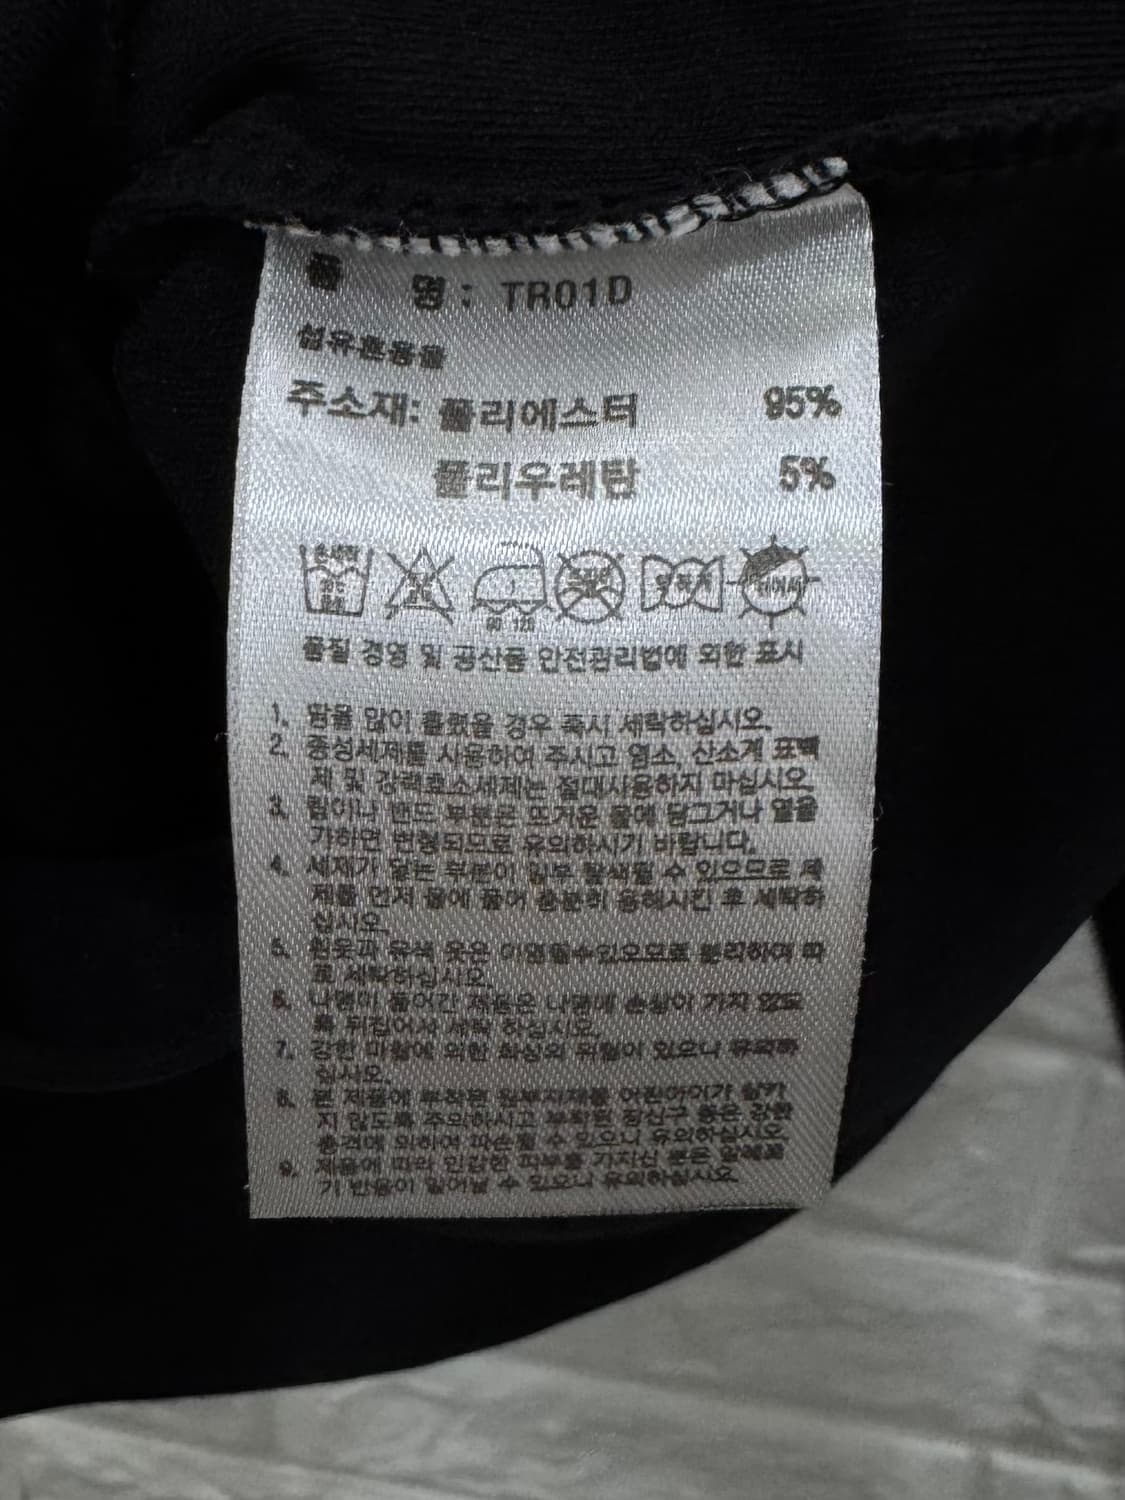 품 명 : TR01D
섬유혼용율
주소재: 폴리에스터 95%
폴리우레탄 5%
손세탁
80 120
약하게
뉘어서
품질 경영 및 공산품 안전관리법에 의한 표시
1. 땀을 많이 흘렸을 경우 즉시 세탁하십시오.
2. 중성세제를 사용하여 주시고 염소, 산소계 표백
제 및 강력효소세제는 절대사용하지 마십시오.
3. 립이나 밴드 부분은 뜨거운 물에 담그거나 열을
가하면 변형되므로 유의하시기 바랍니다.
4. 세제가 닿는 부분이 일부 탈색될 수 있으므로 세
제를 먼저 물에 풀어 충분히 용해시킨 후 세탁하
십시오.
5. 흰옷과 유색 옷은 이염될수있으므로 분리하여 따
로 세탁하십시오.
6. 나염이 들어간 제품은 나염에 손상이 가지 않도
록 뒤집어서 세탁 하십시오.
7. 강한 마찰에 의한 화상의 위험이 있으니 유의하
십시오.
8. 본 제품에 부착된 일부자재를 어린아이가 삼키
지 않도록 주의하시고 부착된 장신구 등은 강한
충격에 의하여 파손될 수 있으니 유의하십시오.
9. 제품에 따라 민감한 피부를 가지신 분은 알레르
기 반응이 일어날 수 있으니 유의하십시오.